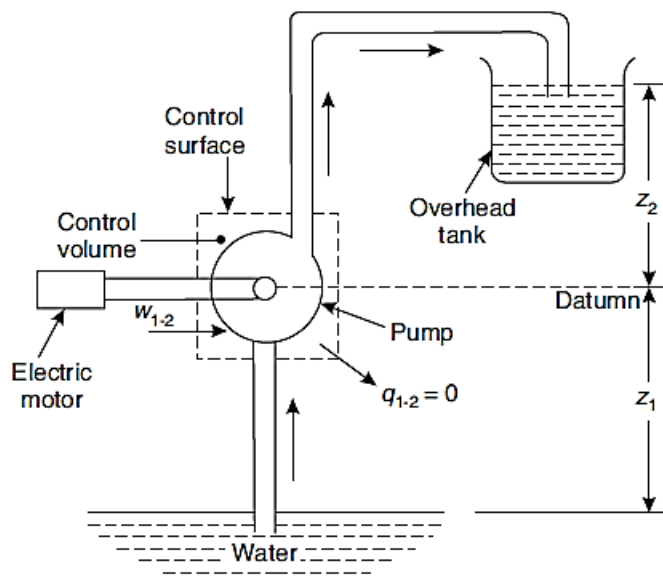 Control
surface
Control
volume
Overhead
tank
z₂
Datumn
w₁₋₂
Pump
Electric
motor
q₁₋₂ = 0
z₁
Water